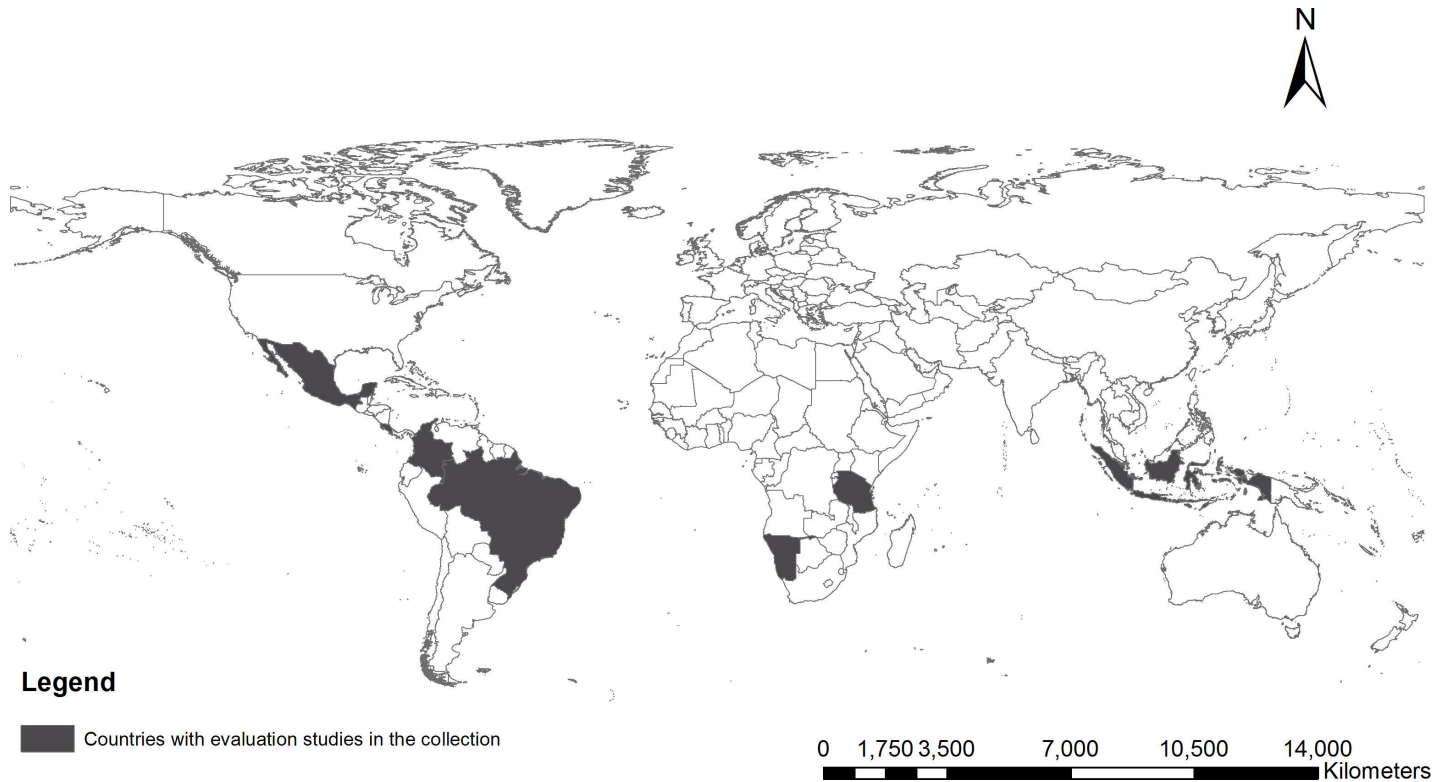 N
Legend
Countries with evaluation studies in the collection
0 1,750 3,500 7,000 10,500 14,000
Kilometers